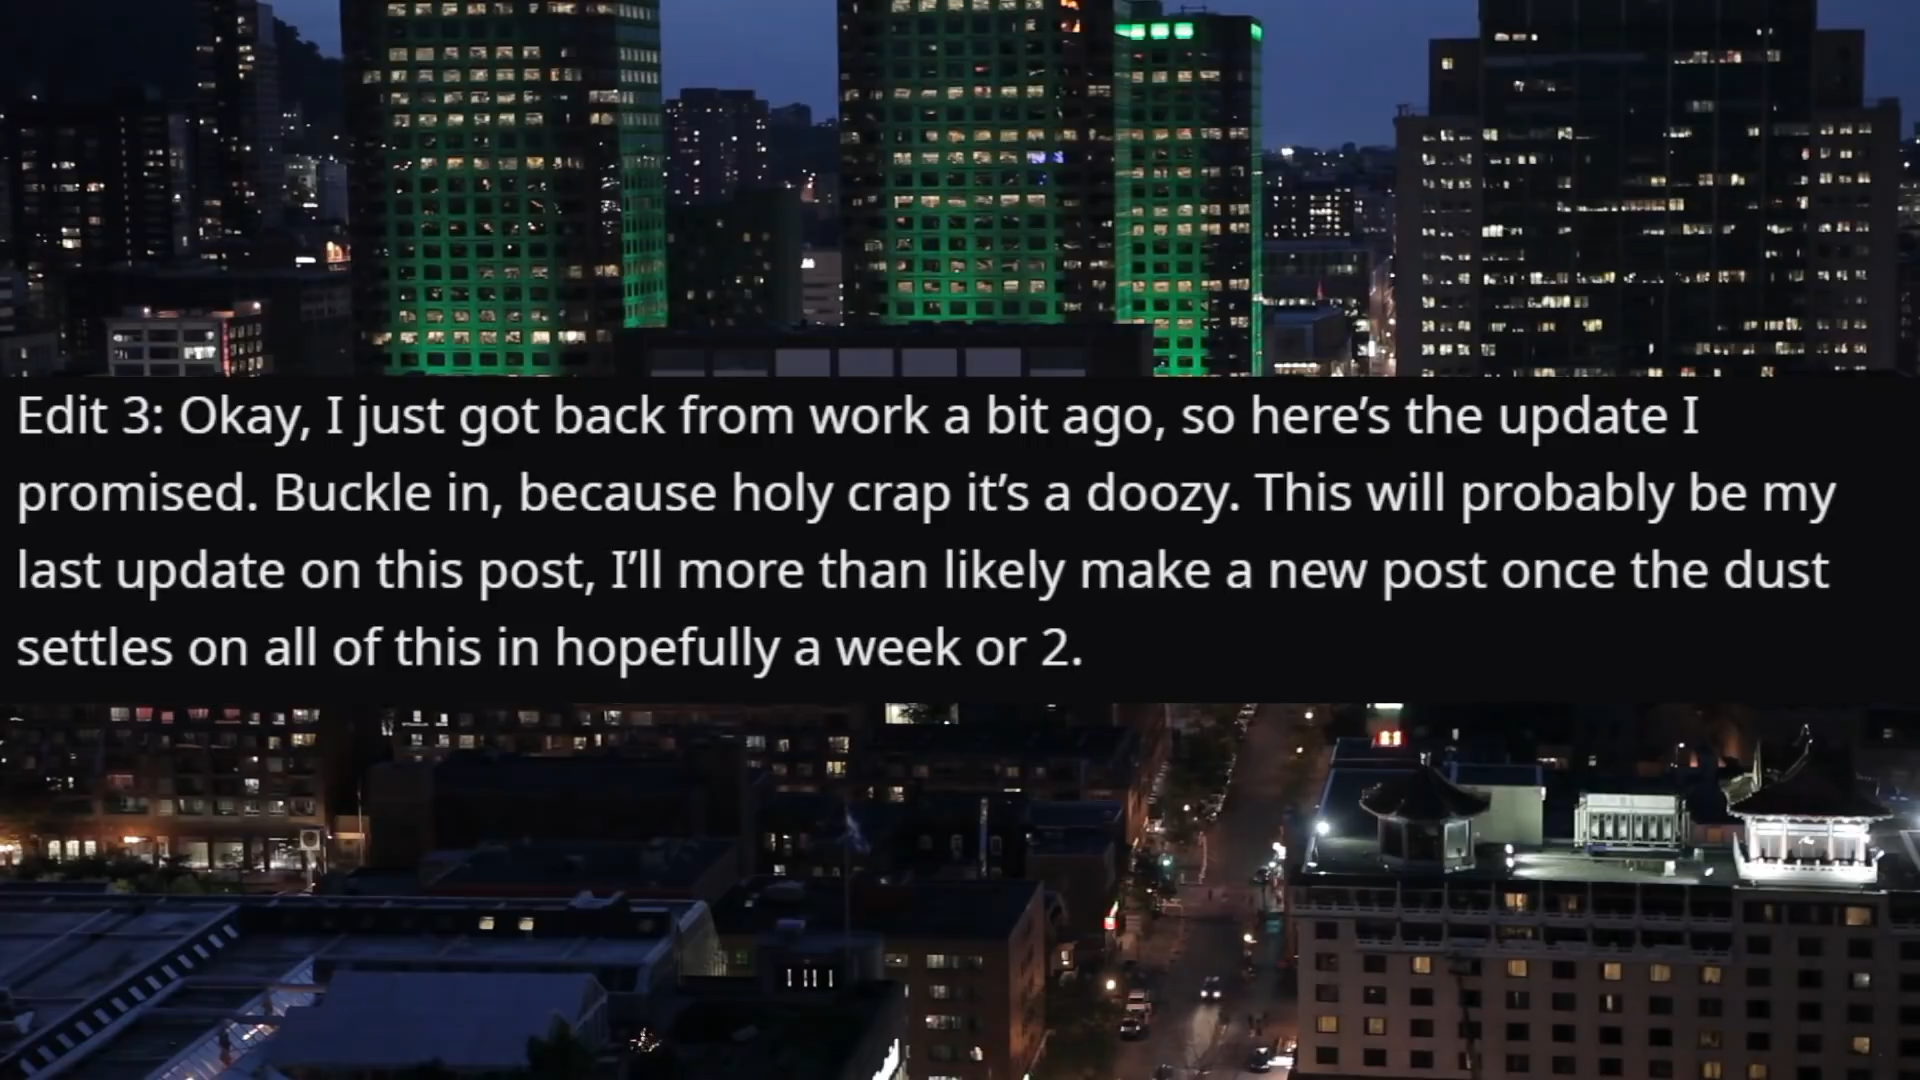 Edit 3: Okay, I just got back from work a bit ago, so here’s the update I
promised. Buckle in, because holy crap it’s a doozy. This will probably be my
last update on this post, I’ll more than likely make a new post once the dust
settles on all of this in hopefully a week or 2.